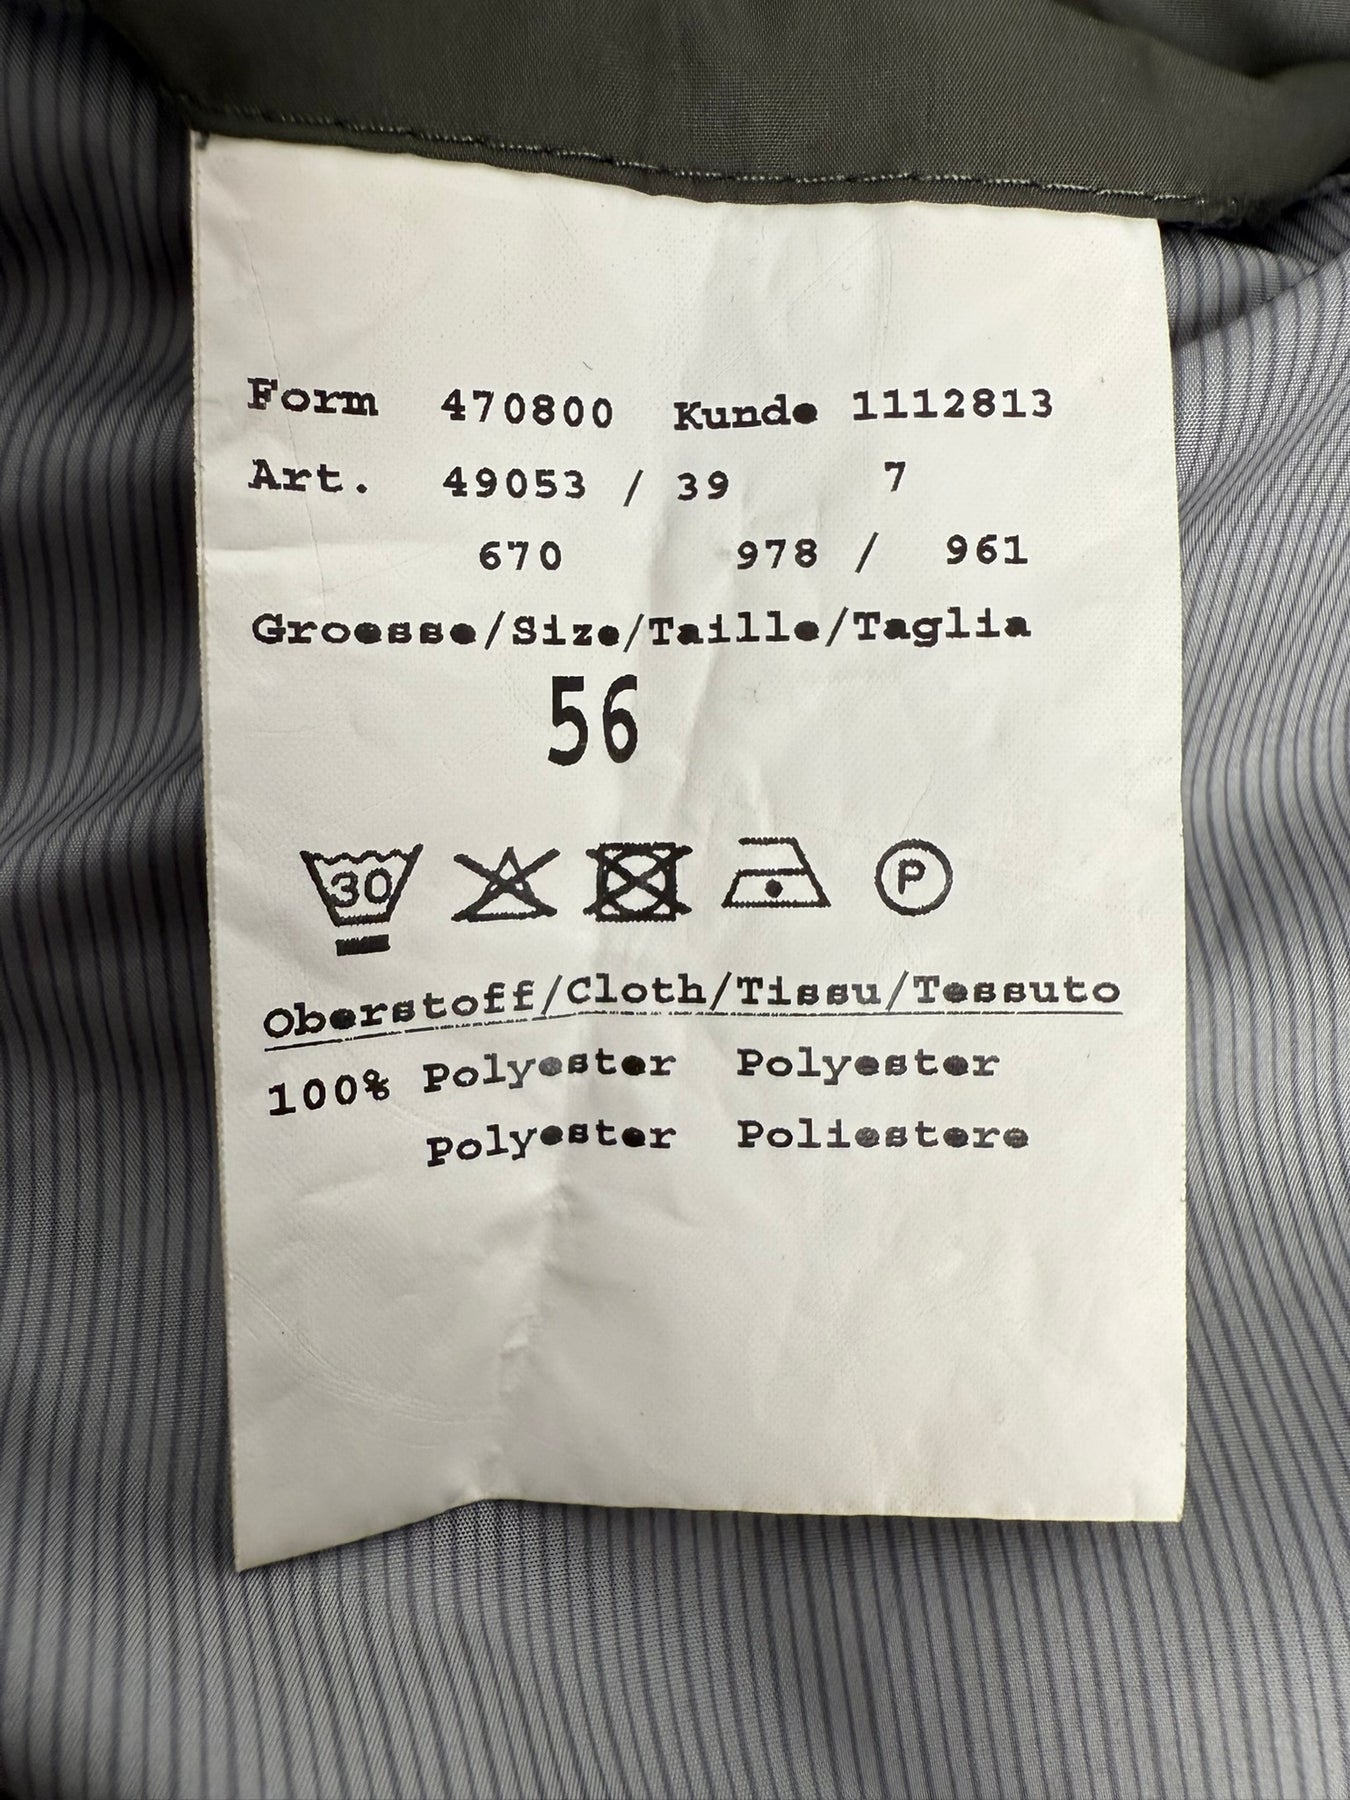 Form 470800 Kunde 1112813
Art. 49053 / 39 7
670 978 / 961
Groesse/Size/Taille/Taglia
56
30 P
Oberstoff/Cloth/Tissu/Tessuto
100% Polyester Polyester
Polyester Poliestere